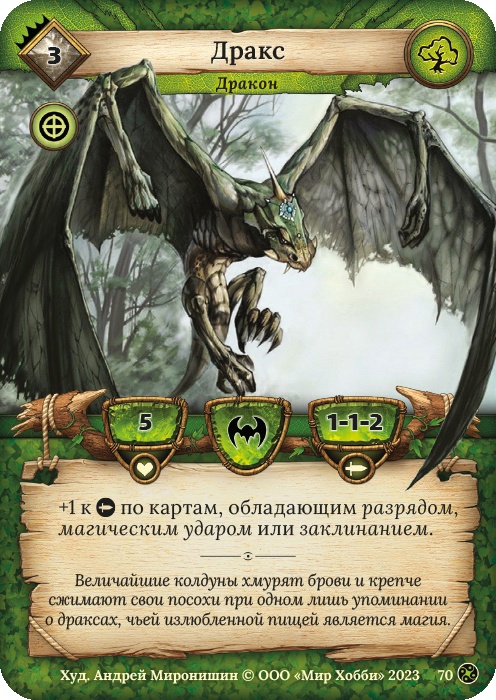 3
Дракс
Дракон
5
1-1-2
+1 к по картам, обладающим разрядом,
магическим ударом или заклинанием.
Величайшие колдуны хмурят брови и крепче
сжимают свои посохи при одном лишь упоминании
о драксах, чьей излюбленной пищей является магия.
Худ. Андрей Миронишин © ООО «Мир Хобби» 2023 70